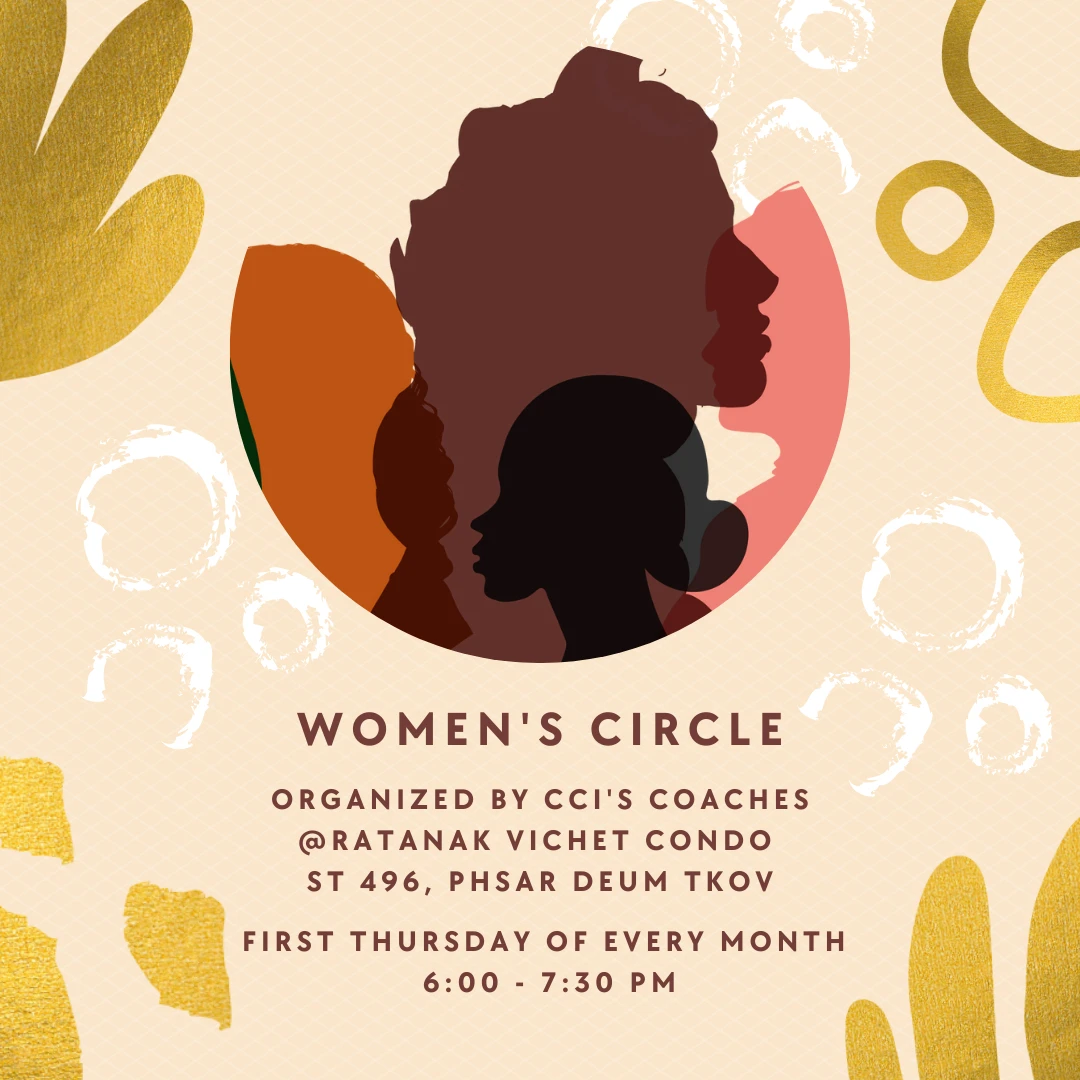 WOMEN'S CIRCLE
ORGANIZED BY CCI'S COACHES
@RATANAK VICHET CONDO
ST 496, PHSAR DEUM TKOV
FIRST THURSDAY OF EVERY MONTH
6:00 - 7:30 PM